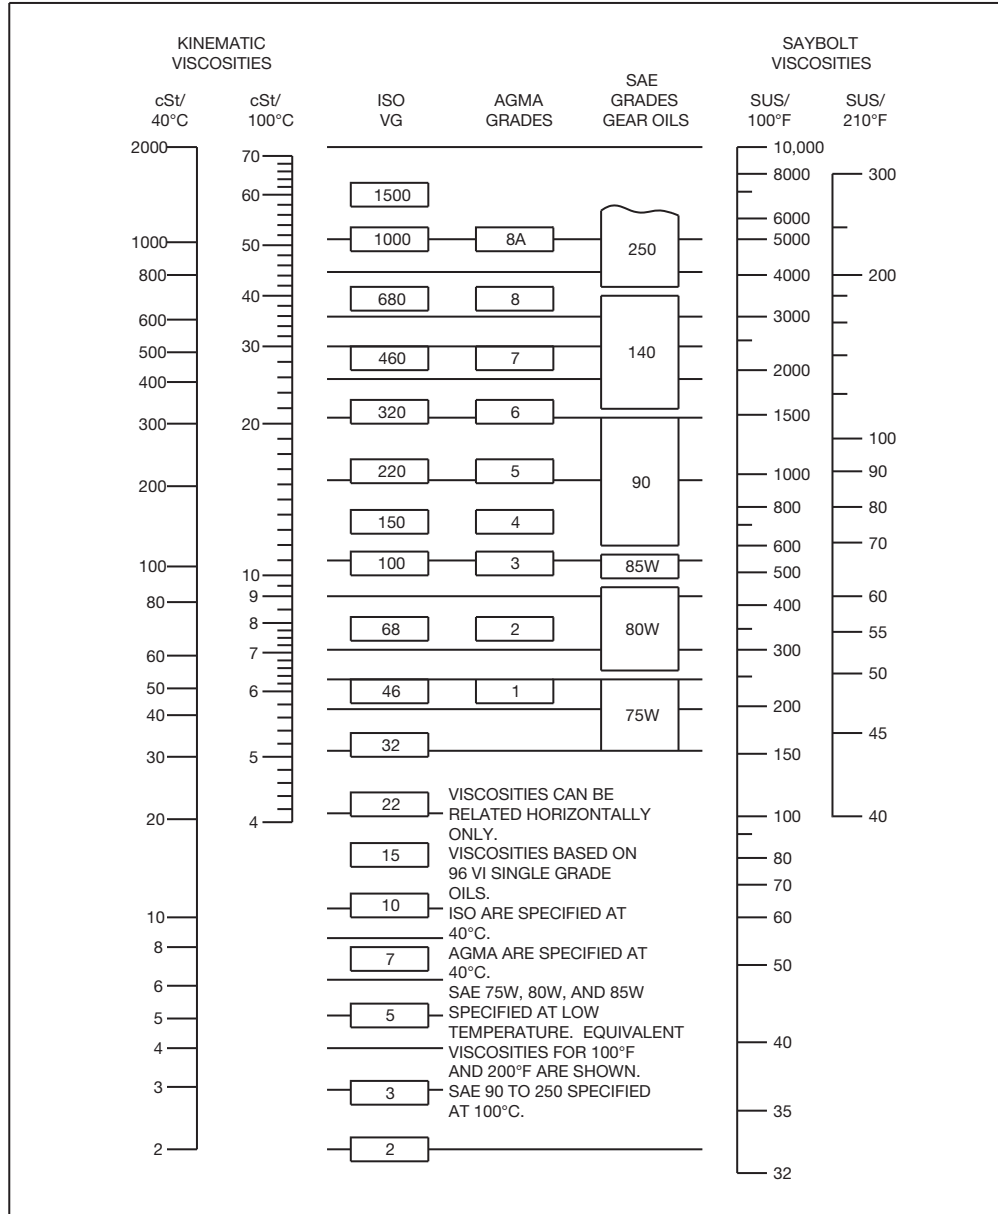 KINEMATIC
VISCOSITIES
SAYBOLT
VISCOSITIES
cSt/
40°C
cSt/
100°C
ISO
VG
AGMA
GRADES
SAE
GRADES
GEAR OILS
SUS/
100°F
SUS/
210°F
2000
1000
800
600
500
400
300
200
100
80
60
50
40
30
20
10
8
6
5
4
3
2
70
60
50
40
30
20
10
9
8
7
6
5
4
1500
1000
680
460
320
220
150
100
68
46
32
22
15
10
7
5
3
2
8A
8
7
6
5
4
3
2
1
250
140
90
85W
80W
75W
VISCOSITIES CAN BE
RELATED HORIZONTALLY
ONLY.
VISCOSITIES BASED ON
96 VI SINGLE GRADE
OILS.
ISO ARE SPECIFIED AT
40°C.
AGMA ARE SPECIFIED AT
40°C.
SAE 75W, 80W, AND 85W
SPECIFIED AT LOW
TEMPERATURE. EQUIVALENT
VISCOSITIES FOR 100°F
AND 200°F ARE SHOWN.
SAE 90 TO 250 SPECIFIED
AT 100°C.
10,000
8000
6000
5000
4000
3000
2000
1500
1000
800
600
500
400
300
200
150
100
80
70
60
50
40
35
32
300
200
100
90
80
70
60
55
50
45
40